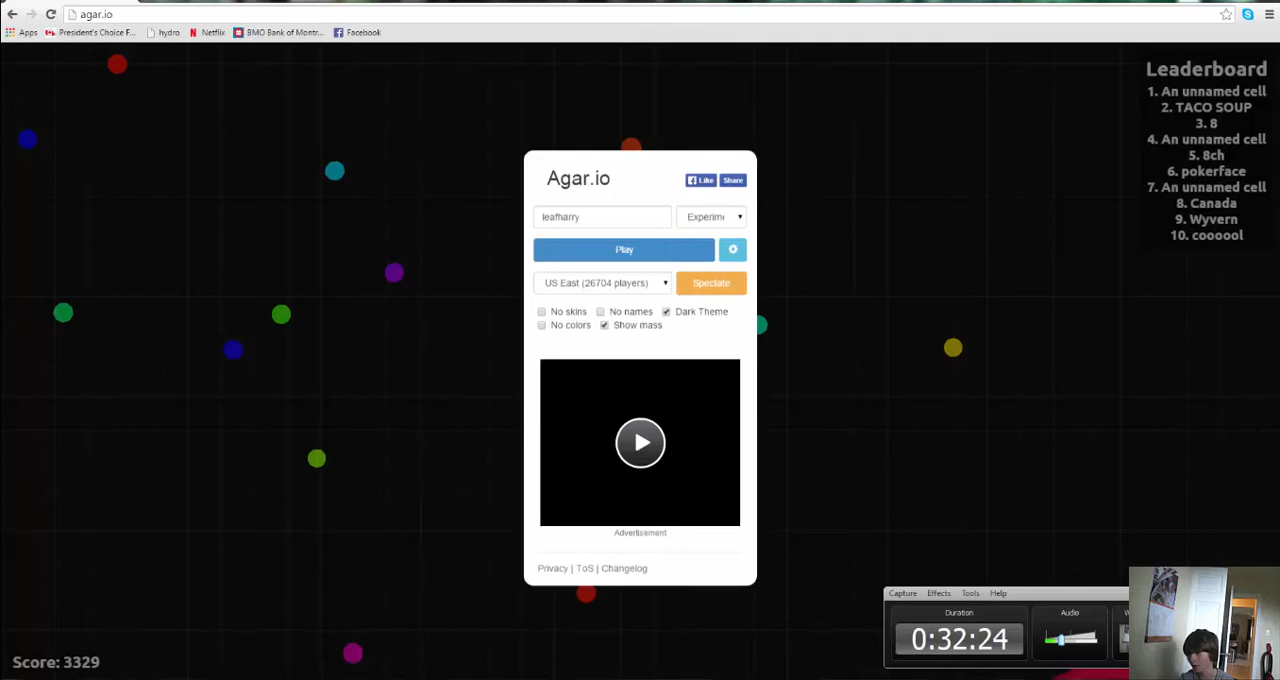 agar.io
Apps President's Choice F... hydro Netflix BMO Bank of Montr... Facebook
Leaderboard
1. An unnamed cell
2. TACO SOUP
3. 8
4. An unnamed cell
5. 8ch
6. pokerface
7. An unnamed cell
8. Canada
9. Wyvern
10. coooool
Agar.io
Like Share
leafharry Experime
Play
US East (26704 players) Spectate
No skins No names Dark Theme
No colors Show mass
Advertisement
Privacy | ToS | Changelog
Capture Effects Tools Help
Duration Audio
0:32:24
Score: 3329